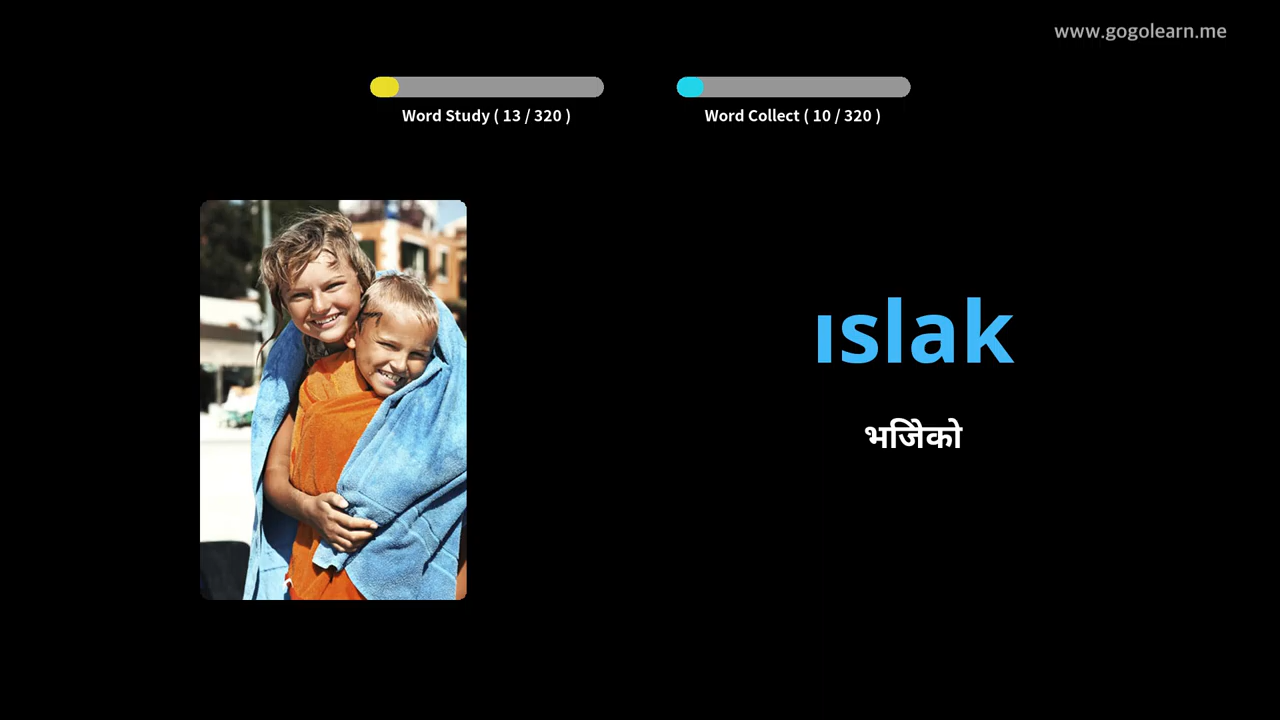 www.gogolearn.me
Word Study ( 13 / 320 )
Word Collect ( 10 / 320 )
ıslak
भिजेको